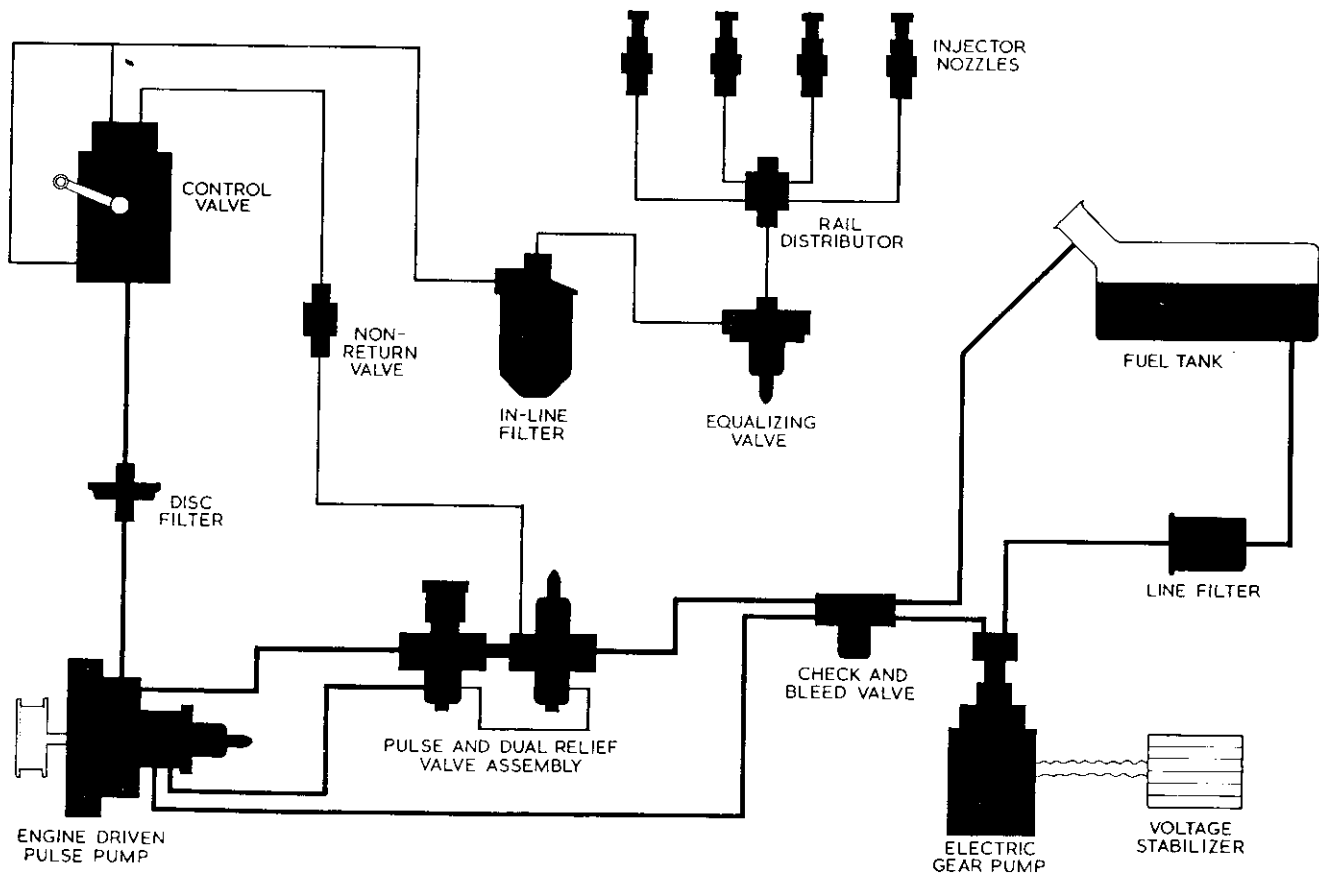 INJECTOR
NOZZLES
CONTROL
VALVE
RAIL
DISTRIBUTOR
NON-
RETURN
VALVE
FUEL TANK
IN-LINE
FILTER
EQUALIZING
VALVE
DISC
FILTER
LINE FILTER
CHECK AND
BLEED VALVE
PULSE AND DUAL RELIEF
VALVE ASSEMBLY
ENGINE DRIVEN
PULSE PUMP
ELECTRIC
GEAR PUMP
VOLTAGE
STABILIZER